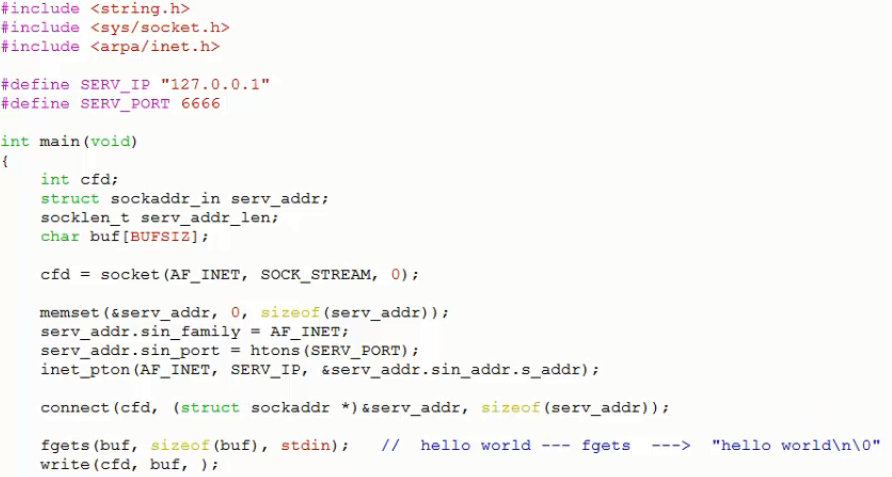 #include <string.h>
#include <sys/socket.h>
#include <arpa/inet.h>
#define SERV_IP "127.0.0.1"
#define SERV_PORT 6666
int main(void)
{
int cfd;
struct sockaddr_in serv_addr;
socklen_t serv_addr_len;
char buf[BUFSIZ];
cfd = socket(AF_INET, SOCK_STREAM, 0);
memset(&serv_addr, 0, sizeof(serv_addr));
serv_addr.sin_family = AF_INET;
serv_addr.sin_port = htons(SERV_PORT);
inet_pton(AF_INET, SERV_IP, &serv_addr.sin_addr.s_addr);
connect(cfd, (struct sockaddr *)&serv_addr, sizeof(serv_addr));
fgets(buf, sizeof(buf), stdin);   //  hello world --- fgets  --->  "hello world\n\0"
write(cfd, buf, );